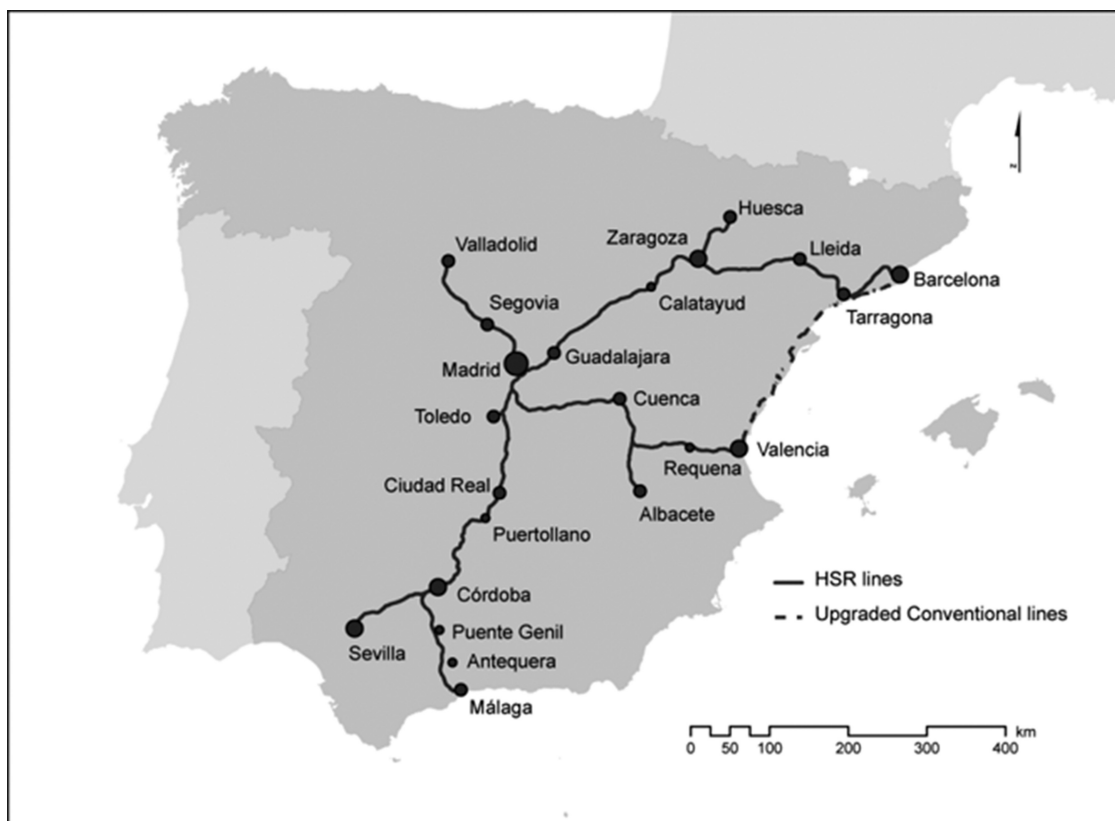 Huesca
Zaragoza
Lleida
Valladolid
Barcelona
Segovia
Calatayud
Tarragona
Guadalajara
Madrid
Cuenca
Toledo
Valencia
Requena
Ciudad Real
Albacete
Puertollano
HSR lines
Córdoba
Upgraded Conventional lines
Puente Genil
Sevilla
Antequera
Málaga
km
0 50 100 200 300 400
N